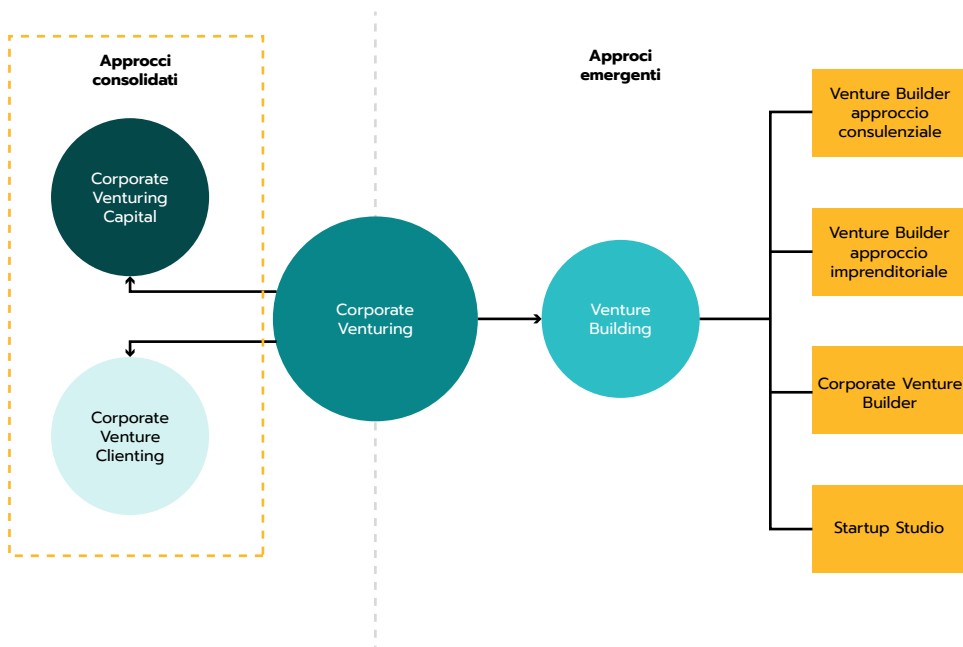 Approcci
consolidati
Corporate
Venturing
Capital
Corporate
Venture
Clienting
Corporate
Venturing
Approci
emergenti
Venture
Building
Venture Builder
approccio
consulenziale
Venture Builder
approccio
imprenditoriale
Corporate Venture
Builder
Startup Studio